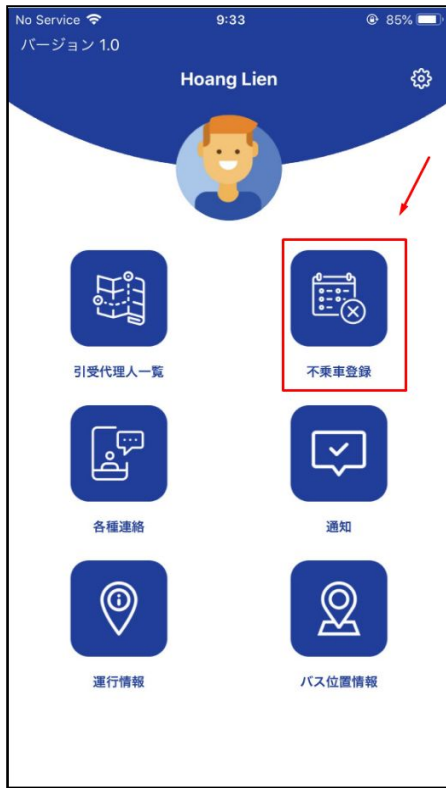 No Service 9:33 85%
バージョン 1.0
Hoang Lien
引受代理人一覧 不乗車登録
各種連絡 通知
運行情報 バス位置情報